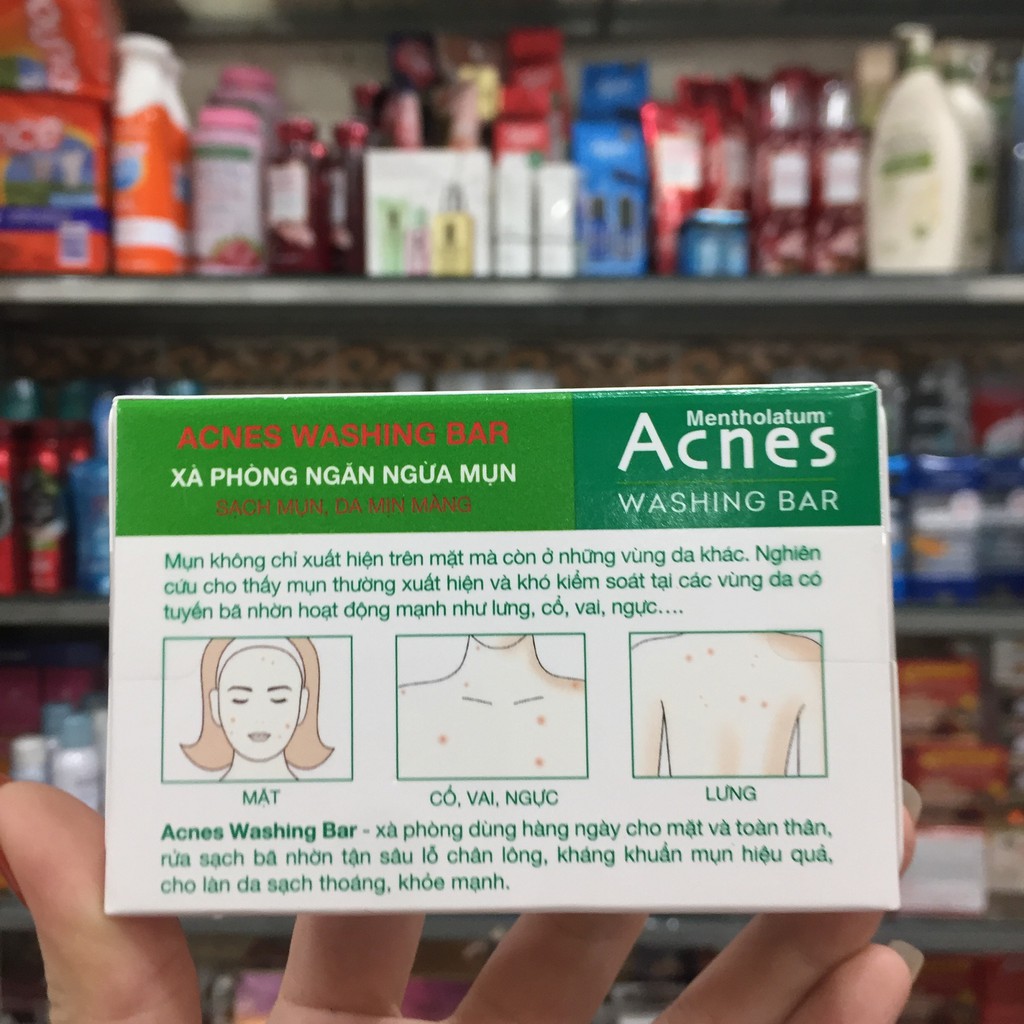 ACNES WASHING BAR
XÀ PHÒNG NGĂN NGỪA MỤN
SẠCH MỤN, DA MỊN MÀNG
Mentholatum
Acnes
WASHING BAR
Mụn không chỉ xuất hiện trên mặt mà còn ở những vùng da khác. Nghiên
cứu cho thấy mụn thường xuất hiện và khó kiểm soát tại các vùng da có
tuyến bã nhờn hoạt động mạnh như lưng, cổ, vai, ngực....
MẶT
CỔ, VAI, NGỰC
LƯNG
Acnes Washing Bar - xà phòng dùng hàng ngày cho mặt và toàn thân,
rửa sạch bã nhờn tận sâu lỗ chân lông, kháng khuẩn mụn hiệu quả,
cho làn da sạch thoáng, khỏe mạnh.